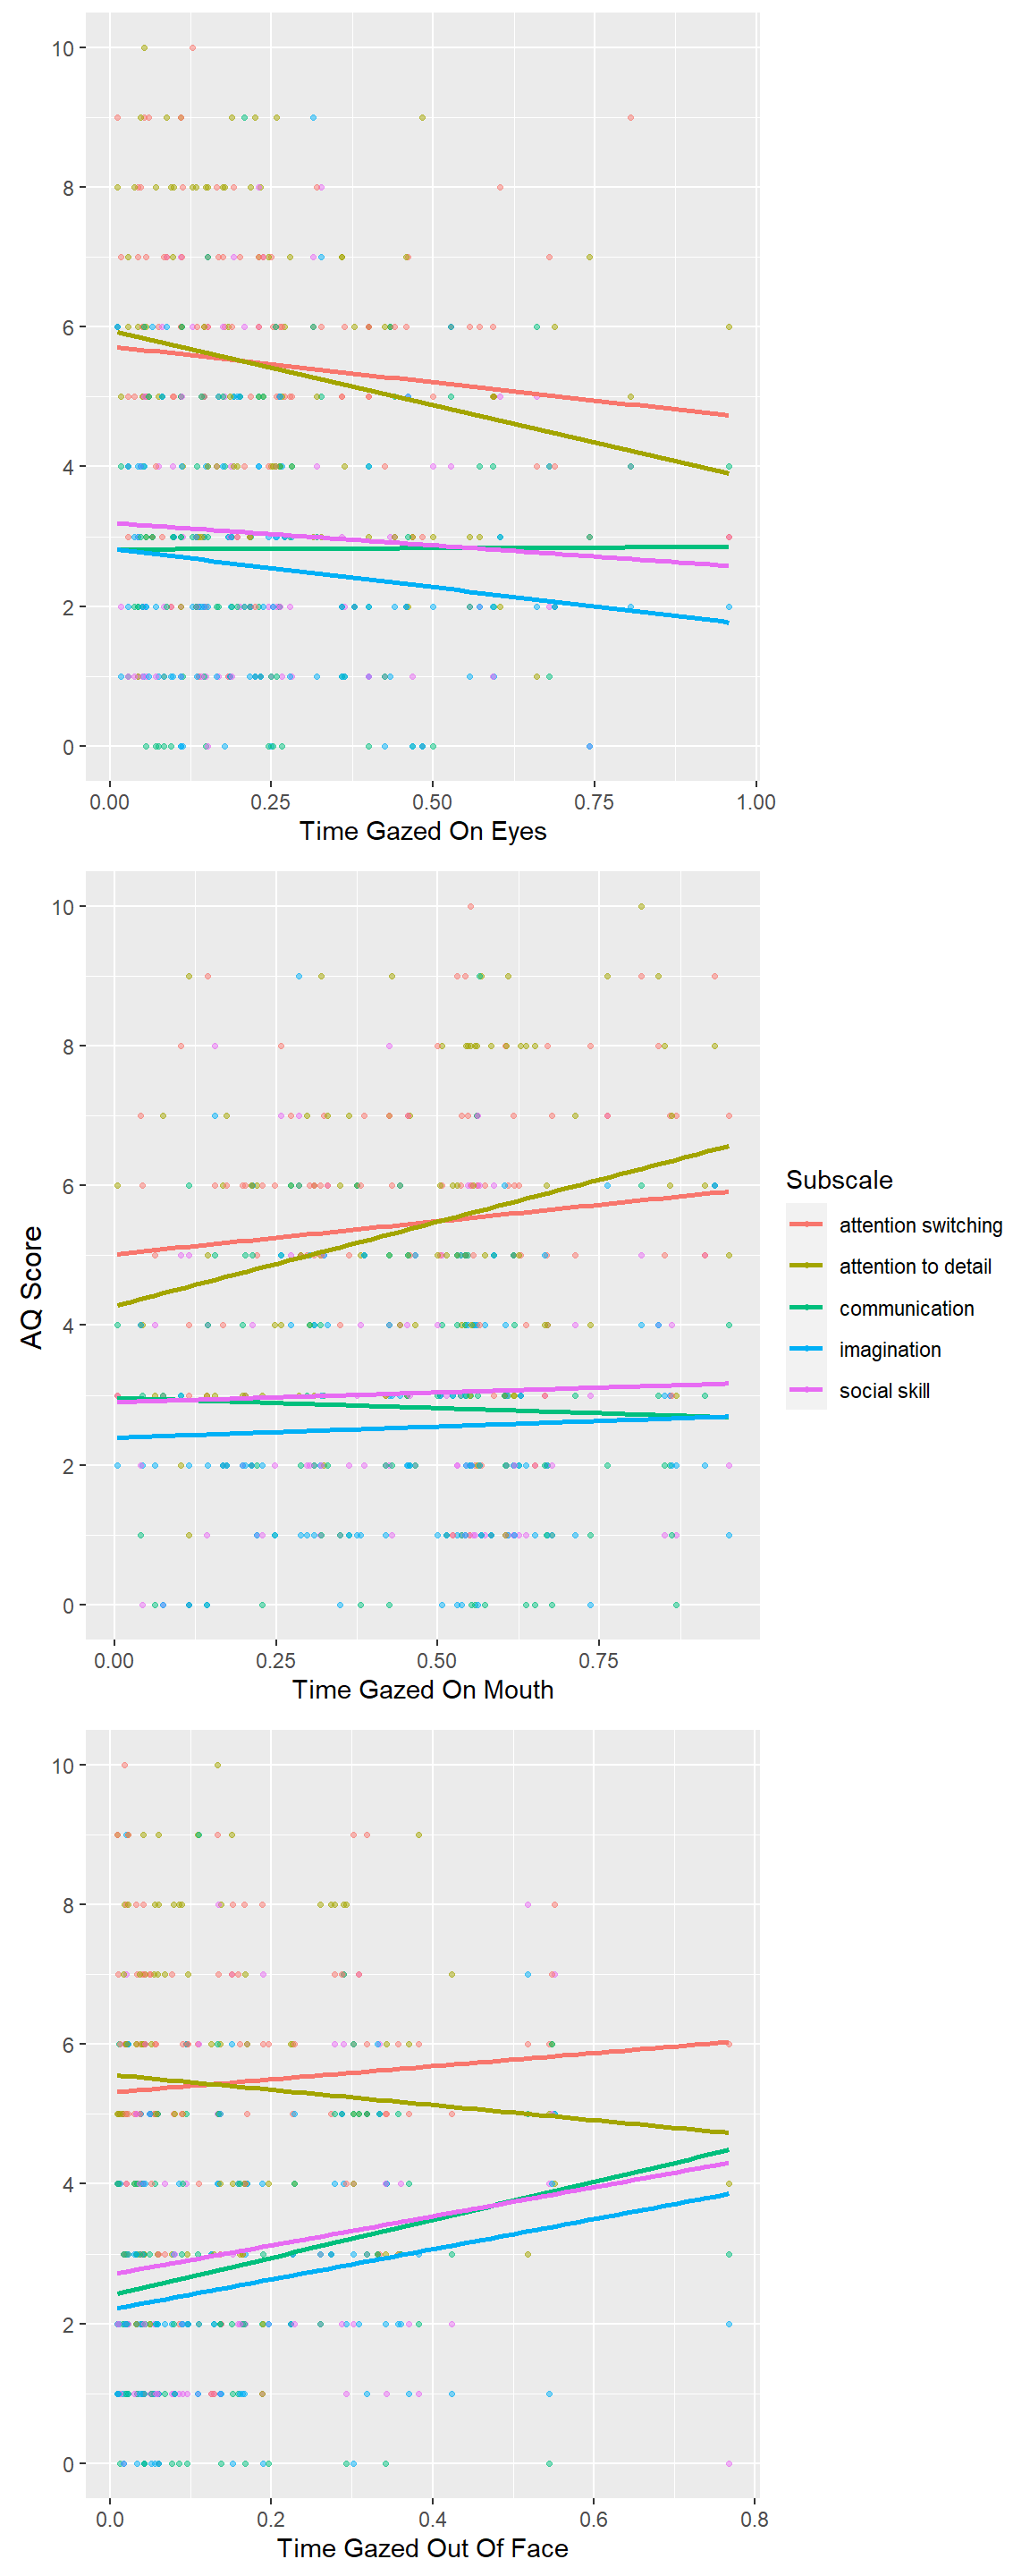 10
8
6
4
2
0
0.00 0.25 0.50 0.75 1.00
Time Gazed On Eyes
AQ Score
10
8
6
4
2
0
0.00 0.25 0.50 0.75
Time Gazed On Mouth
Subscale
attention switching
attention to detail
communication
imagination
social skill
10
8
6
4
2
0
0.0 0.2 0.4 0.6 0.8
Time Gazed Out Of Face